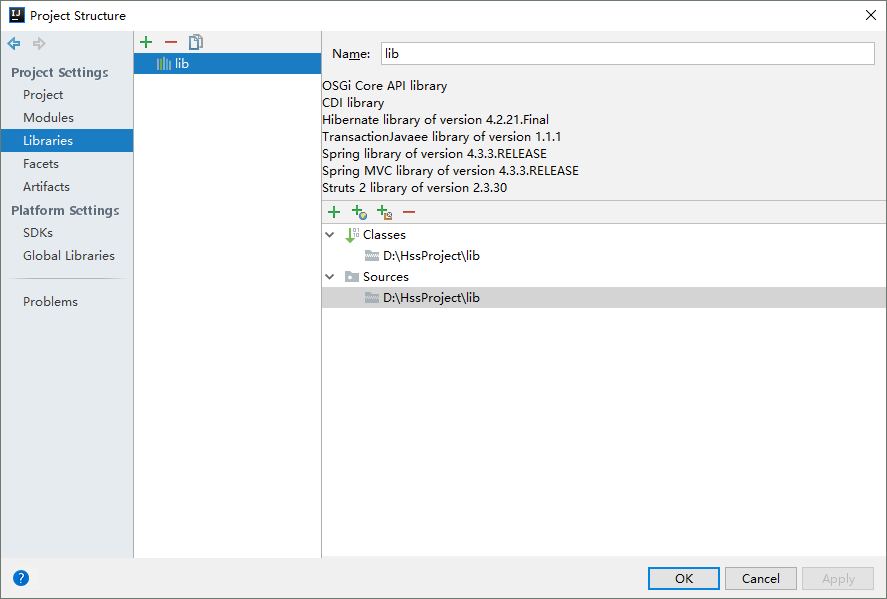 Project Structure
Project Settings
Project
Modules
Libraries
Facets
Artifacts
Platform Settings
SDKs
Global Libraries
Problems
lib
Name: lib
OSGi Core API library
CDI library
Hibernate library of version 4.2.21.Final
TransactionJavaee library of version 1.1.1
Spring library of version 4.3.3.RELEASE
Spring MVC library of version 4.3.3.RELEASE
Struts 2 library of version 2.3.30
Classes
D:\HssProject\lib
Sources
D:\HssProject\lib
?
OK Cancel Apply